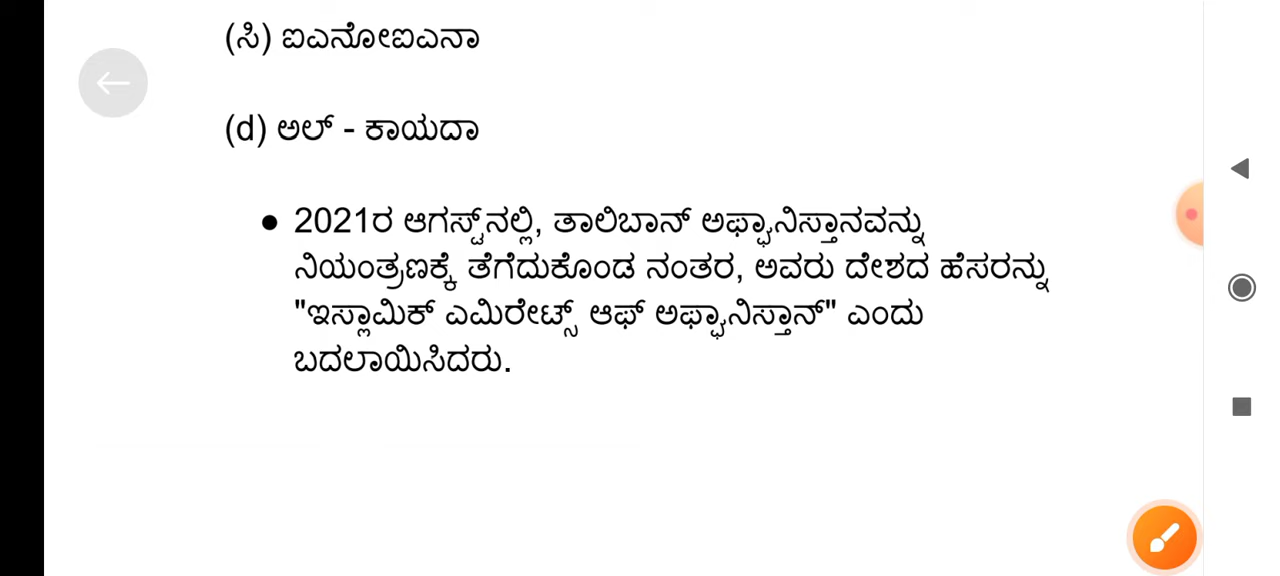 (ಸಿ) ಐಎನೋಐಎನಾ
(d) ಅಲ್ - ಕಾಯದಾ
● 2021ರ ಆಗಸ್ಟ್‌ನಲ್ಲಿ, ತಾಲಿಬಾನ್ ಅಫ್ಘಾನಿಸ್ತಾನವನ್ನು
ನಿಯಂತ್ರಣಕ್ಕೆ ತೆಗೆದುಕೊಂಡ ನಂತರ, ಅವರು ದೇಶದ ಹೆಸರನ್ನು
"ಇಸ್ಲಾಮಿಕ್ ಎಮಿರೇಟ್ಸ್ ಆಫ್ ಅಫ್ಘಾನಿಸ್ತಾನ್" ಎಂದು
ಬದಲಾಯಿಸಿದರು.